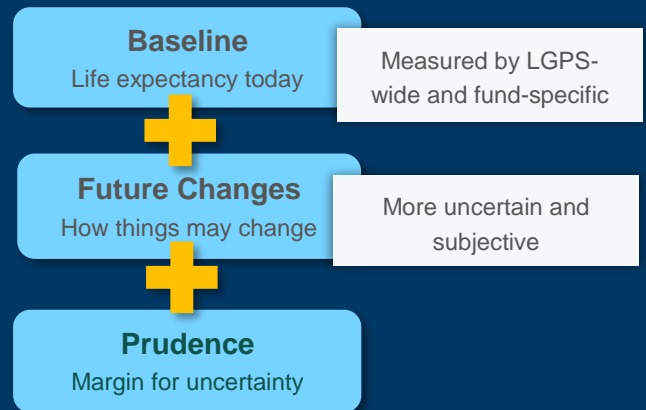 Baseline
Life expectancy today
Measured by LGPS-
wide and fund-specific
Future Changes
How things may change
More uncertain and
subjective
Prudence
Margin for uncertainty